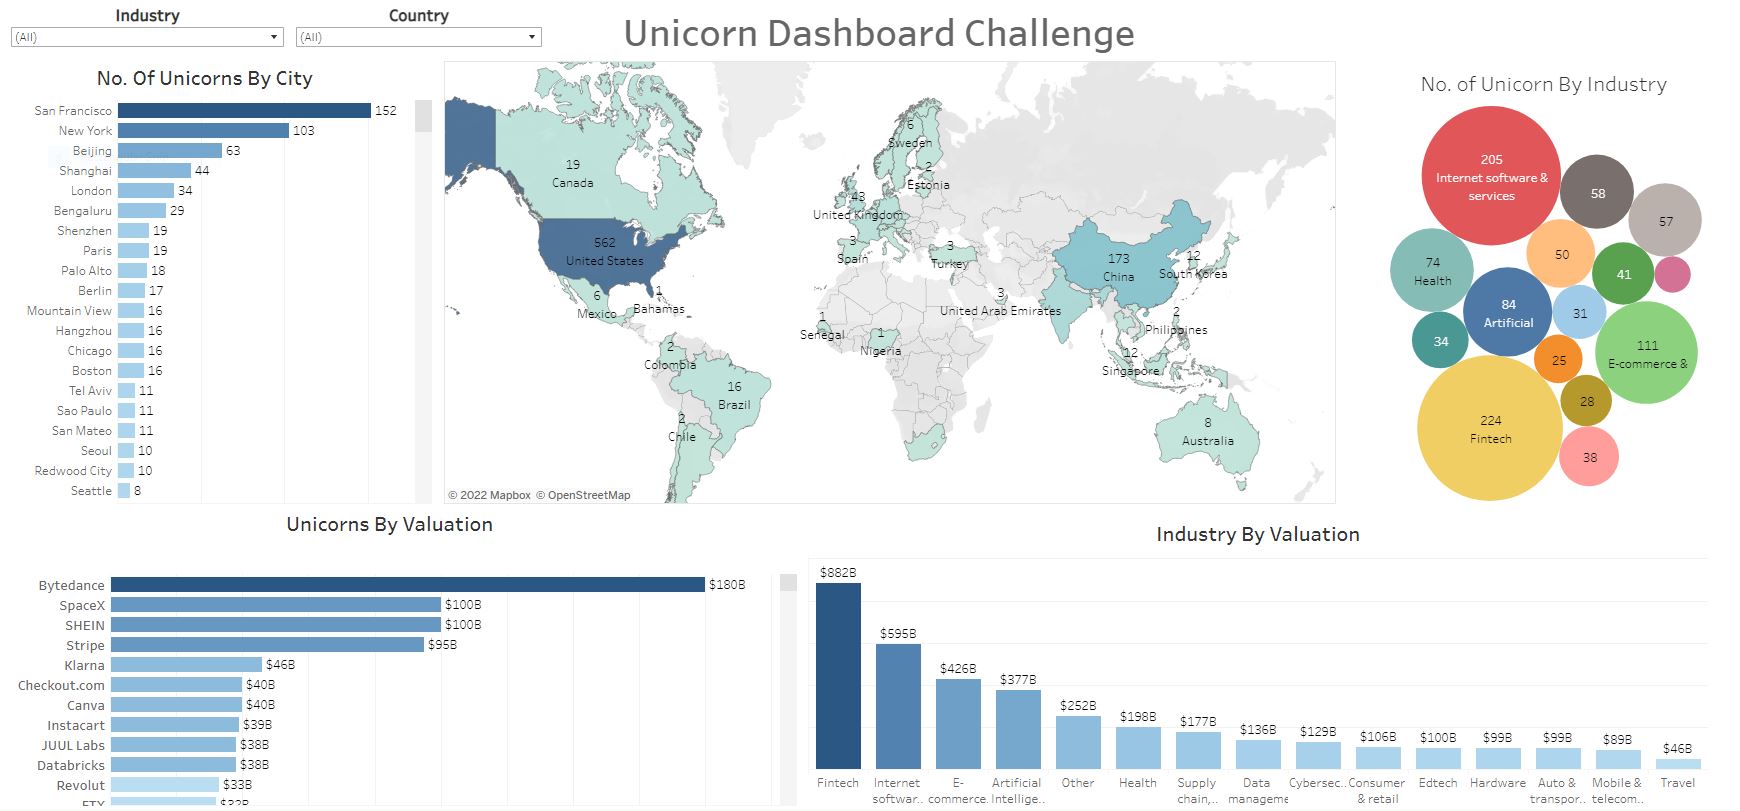 Industry
Country
Unicorn Dashboard Challenge
(All)
(All)
No. Of Unicorns By City
San Francisco 152
New York 103
Beijing 63
Shanghai 44
London 34
Bengaluru 29
Shenzhen 19
Paris 19
Palo Alto 18
Berlin 17
Mountain View 16
Hangzhou 16
Chicago 16
Boston 16
Tel Aviv 11
Sao Paulo 11
San Mateo 11
Seoul 10
Redwood City 10
Seattle 8
6
Sweden
2
Estonia
19
Canada
43
United Kingdom
3
Spain
3
Turkey
562
United States
173
China
12
South Korea
6
Mexico
1
Bahamas
3
United Arab Emirates
1
Senegal
1
Nigeria
2
Philippines
12
Singapore
2
Colombia
16
Brazil
2
Chile
8
Australia
© 2022 Mapbox © OpenStreetMap
No. of Unicorn By Industry
205
Internet software &
services
58
57
50
74
Health
41
84
Artificial
31
34
111
E-commerce &
25
28
224
Fintech
38
Unicorns By Valuation
Bytedance $180B
SpaceX $100B
SHEIN $100B
Stripe $95B
Klarna $46B
Checkout.com $40B
Canva $40B
Instacart $39B
JUUL Labs $38B
Databricks $38B
Revolut $33B
FTX $32B
Industry By Valuation
$882B
$595B
$426B
$377B
$252B
$198B
$177B
$136B
$129B
$106B
$100B
$99B
$99B
$89B
$46B
Fintech
Internet
softwar..
E-
commerce.
Artificial
Intellige..
Other
Health
Supply
chain,..
Data
manageme
Cybersec..
Consumer
& retail
Edtech
Hardware
Auto &
transpor..
Mobile &
telecom..
Travel